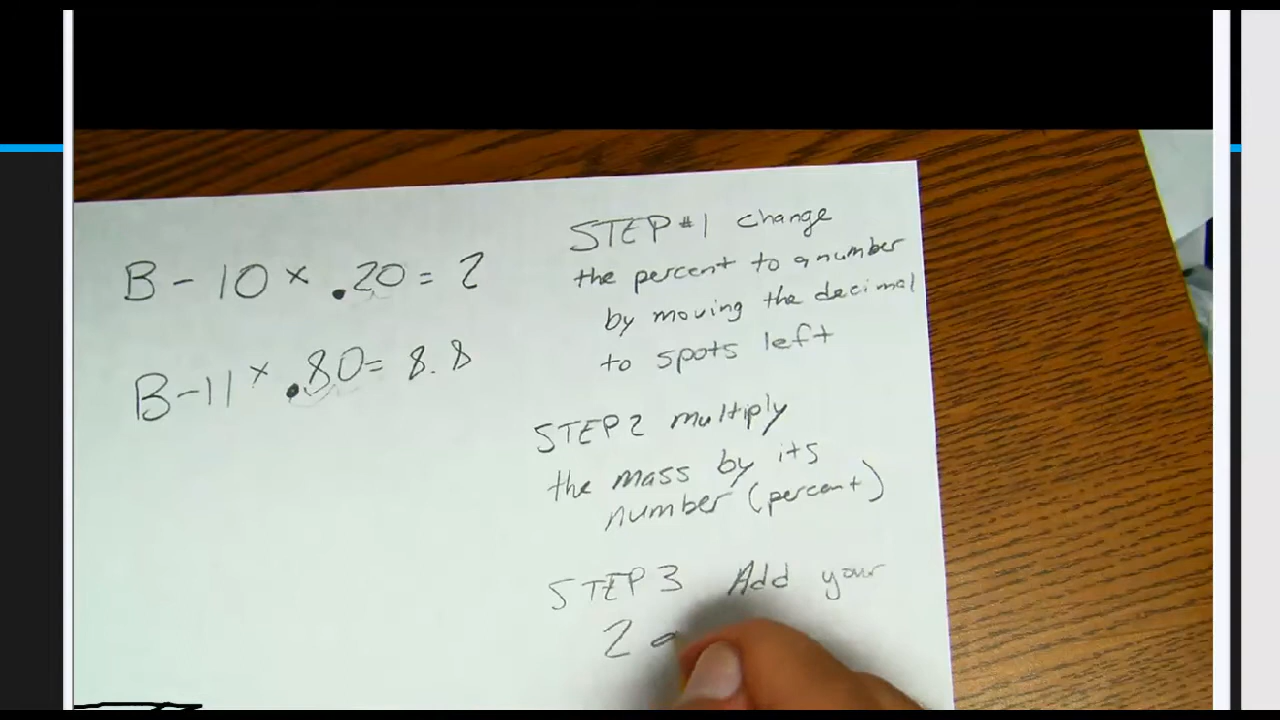 B - 10 × .20 = 2
B - 11 × .80 = 8.8
STEP #1 change
the percent to a number
by moving the decimal
to spots left
STEP 2 multiply
the mass by its
number (percent)
STEP 3 Add your
2